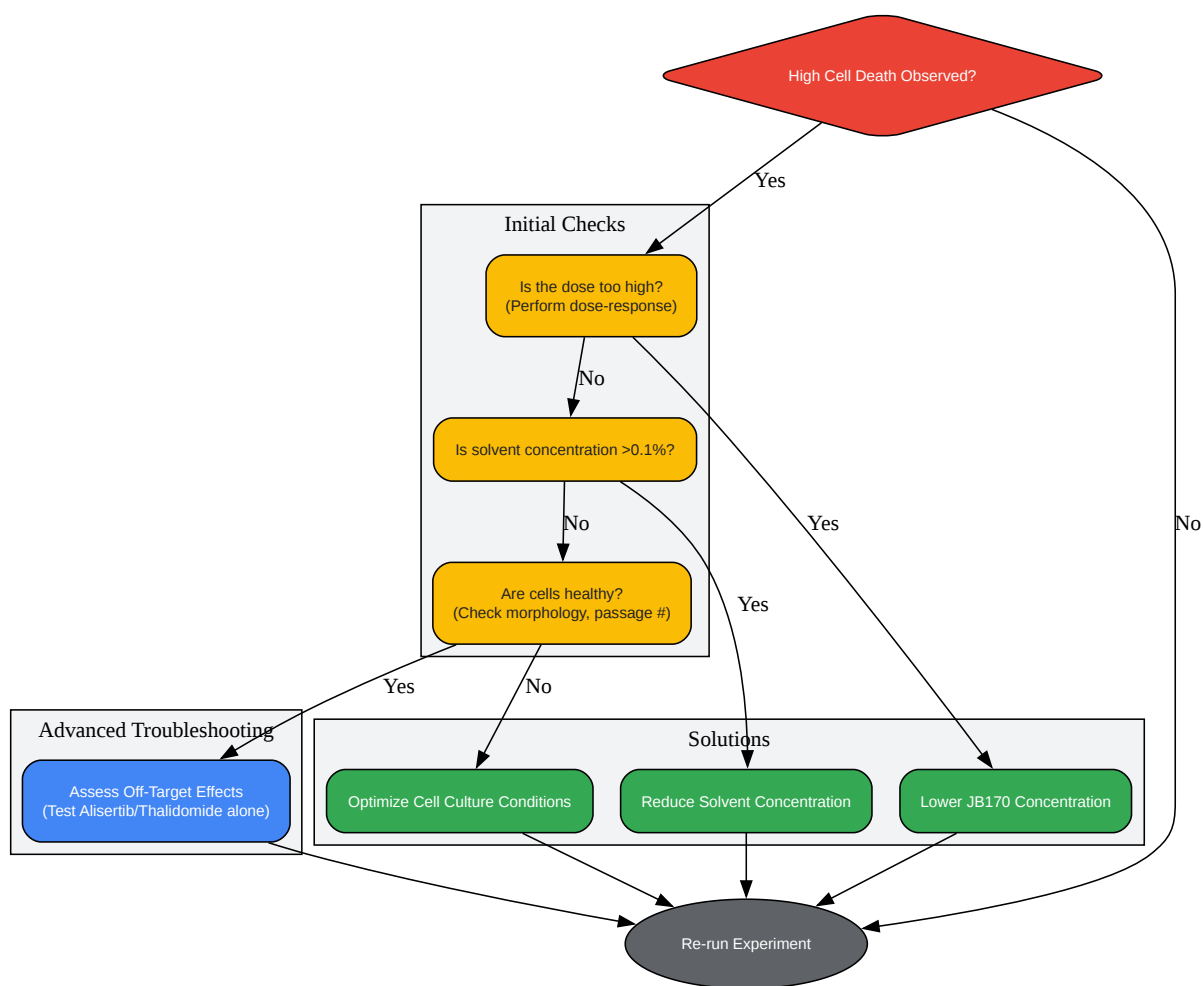 High Cell Death Observed?
Yes
Initial Checks
Is the dose too high?
(Perform dose-response)
No
Is solvent concentration >0.1%?
No
Yes
No
Are cells healthy?
(Check morphology, passage #)
Yes
Yes
No
Advanced Troubleshooting
Solutions
Assess Off-Target Effects
(Test Alisertib/Thalidomide alone)
Optimize Cell Culture Conditions
Reduce Solvent Concentration
Lower JB170 Concentration
Re-run Experiment